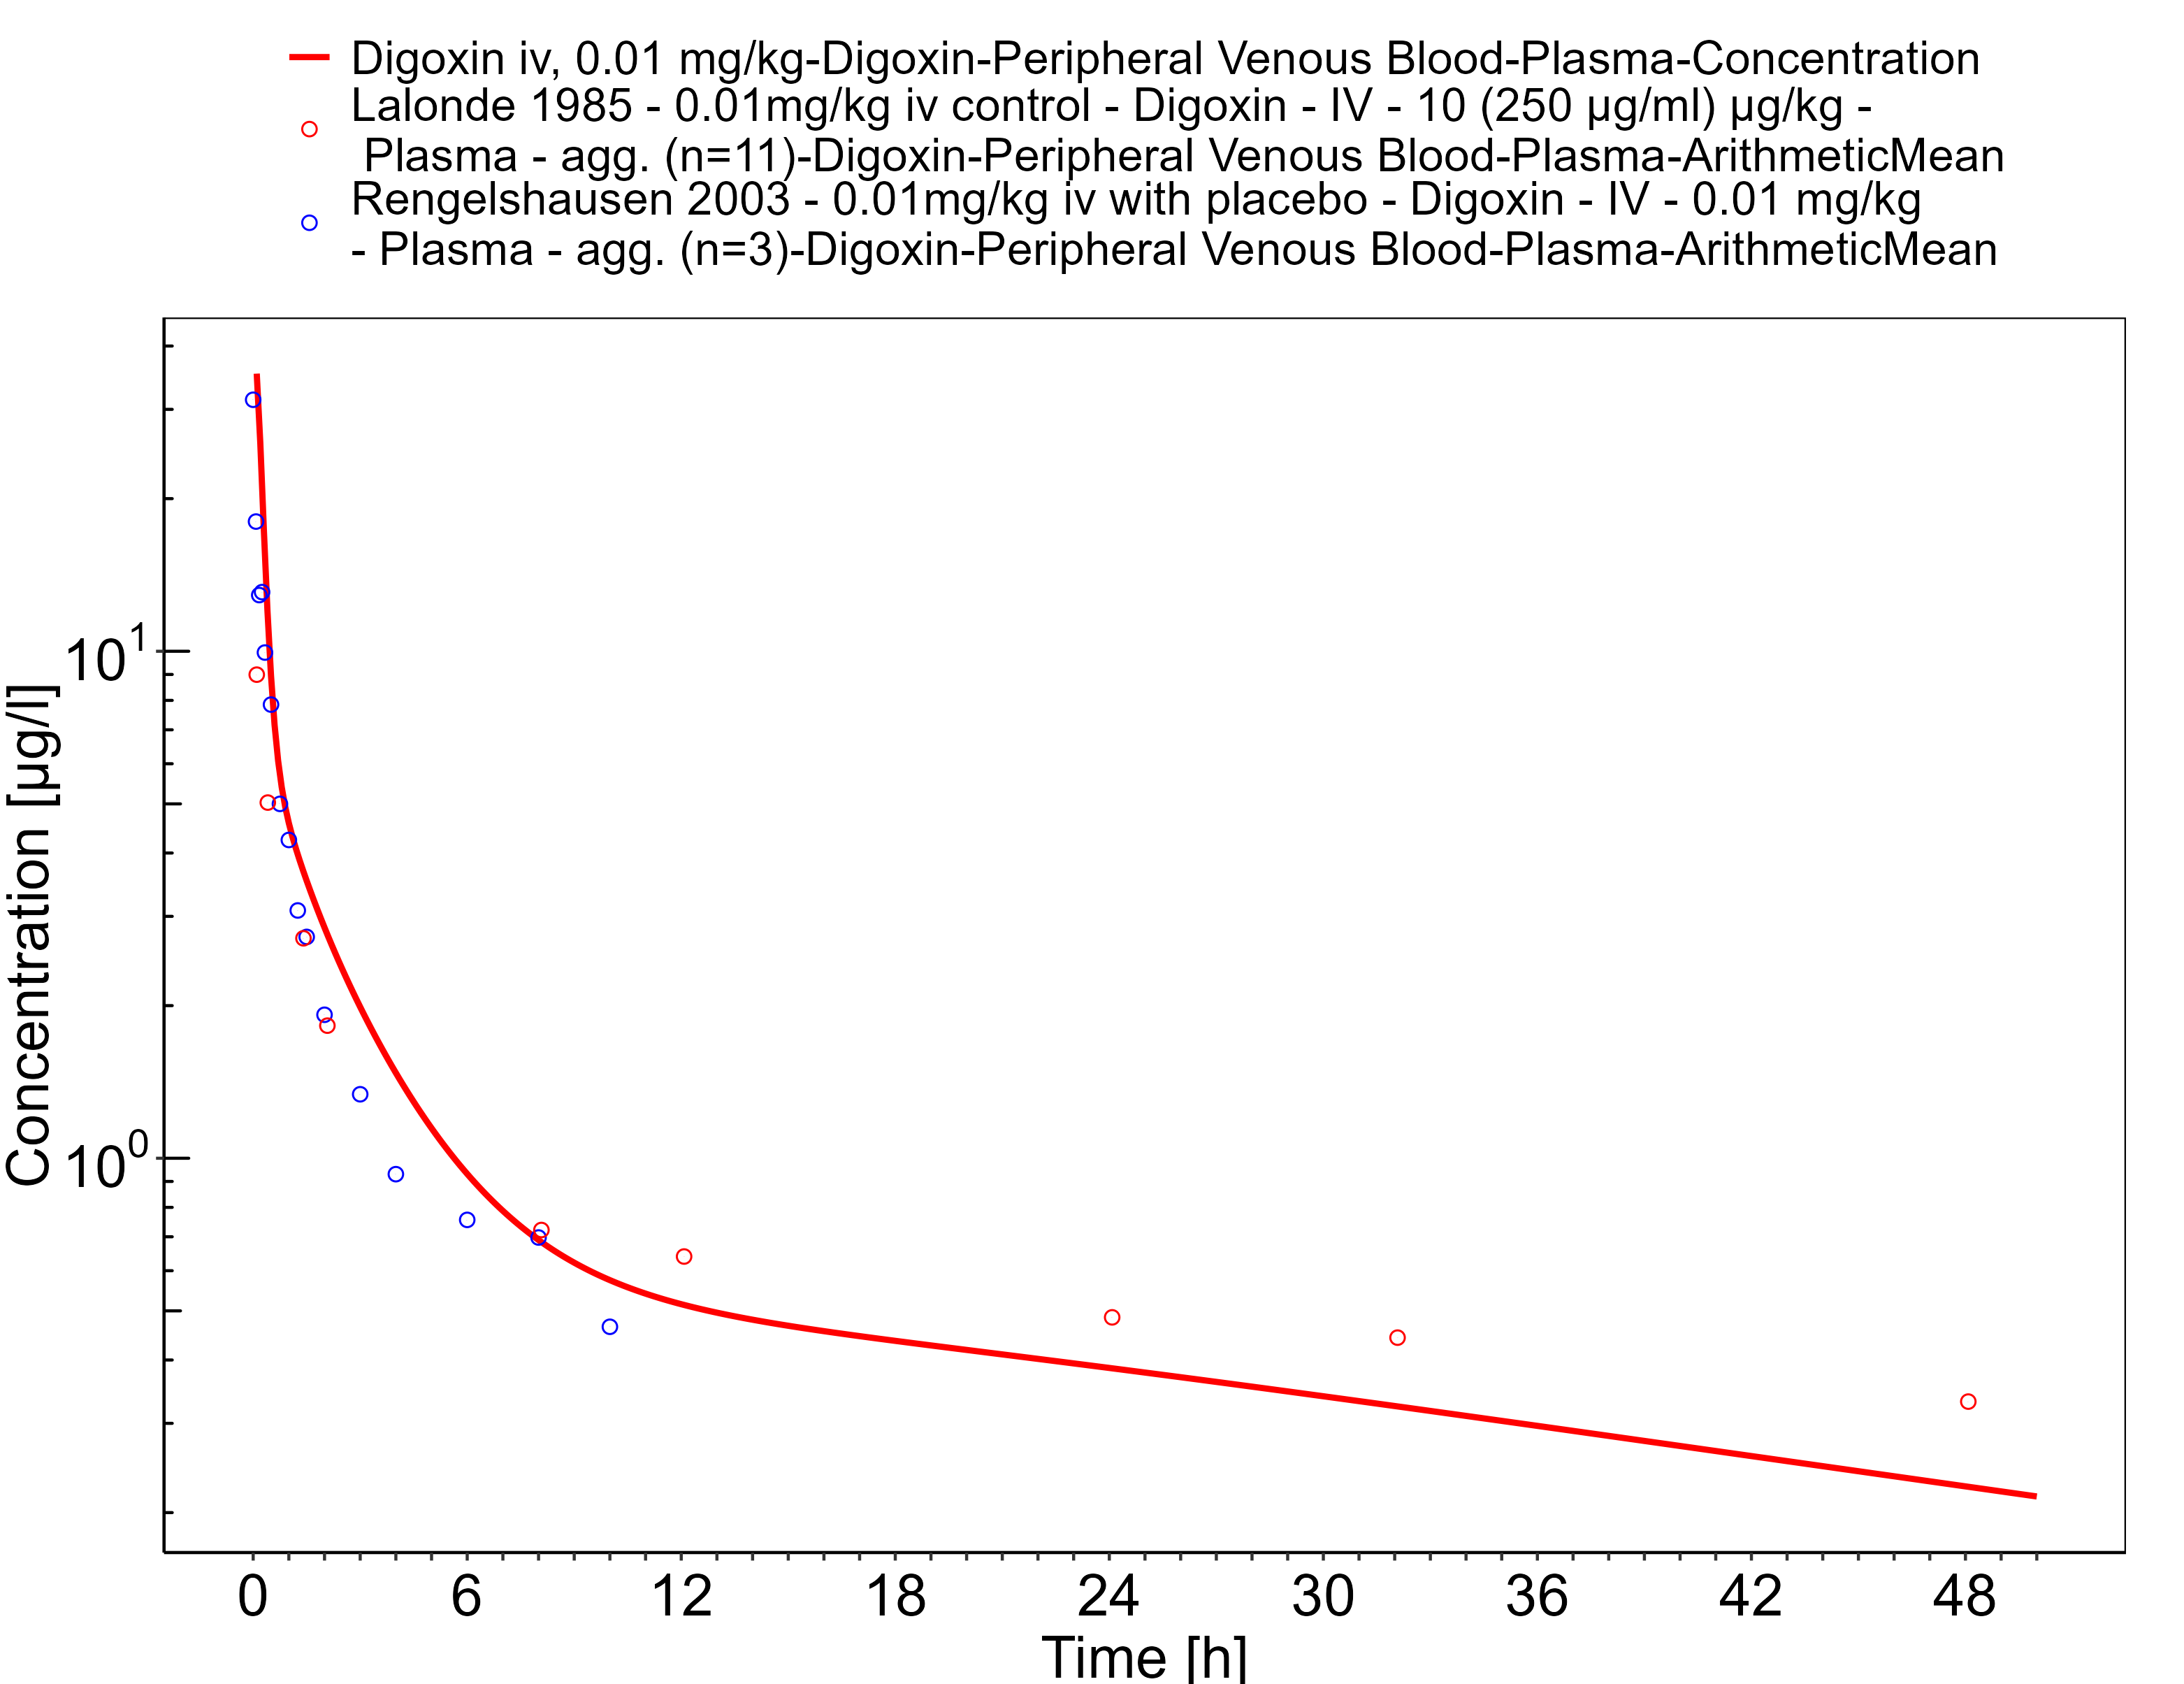 Digoxin iv, 0.01 mg/kg-Digoxin-Peripheral Venous Blood-Plasma-Concentration
Lalonde 1985 - 0.01mg/kg iv control - Digoxin - IV - 10 (250 µg/ml) µg/kg -
Plasma - agg. (n=11)-Digoxin-Peripheral Venous Blood-Plasma-ArithmeticMean
Rengelshausen 2003 - 0.01mg/kg iv with placebo - Digoxin - IV - 0.01 mg/kg
- Plasma - agg. (n=3)-Digoxin-Peripheral Venous Blood-Plasma-ArithmeticMean
10¹
10⁰
Concentration [µg/l]
0 6 12 18 24 30 36 42 48
Time [h]